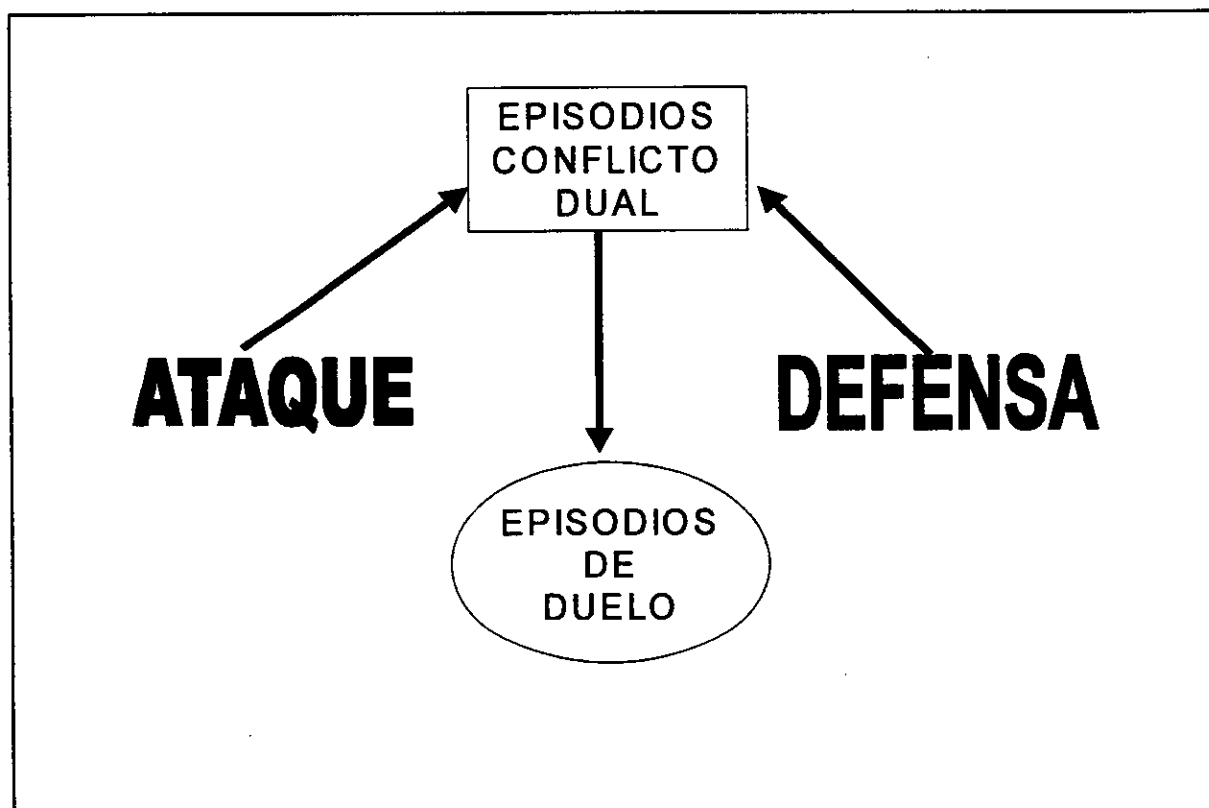 EPISODIOS
CONFLICTO
DUAL
ATAQUE
DEFENSA
EPISODIOS
DE
DUELO